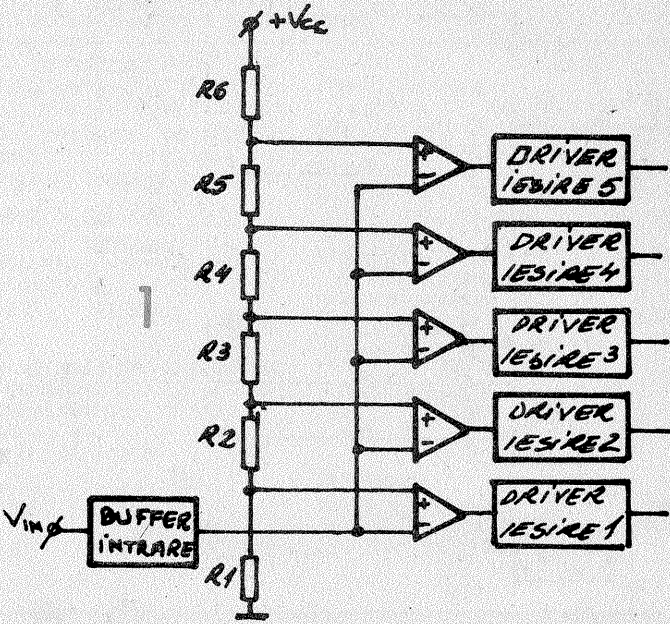 +Vcc
R6
+
-
DRIVER
IESIRE 5
R5
+
-
DRIVER
IESIRE 4
R4
1
+
-
DRIVER
IESIRE 3
R3
+
-
DRIVER
IESIRE 2
R2
+
-
DRIVER
IESIRE 1
VIN
BUFFER
INTRARE
R1